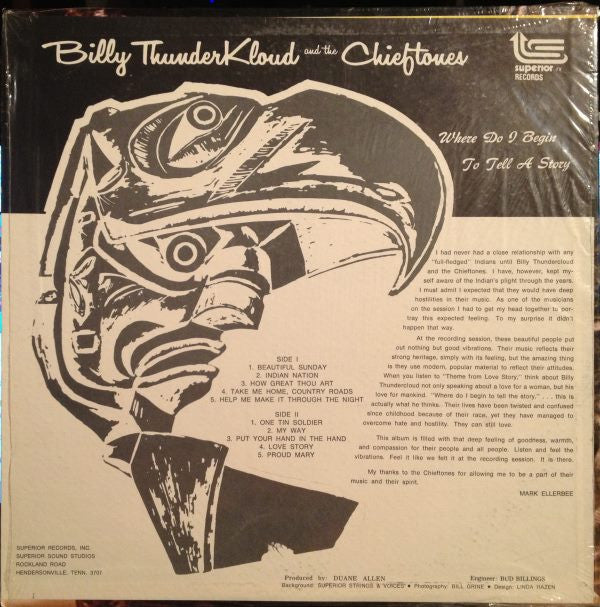 Billy ThunderKloud and the Chieftones
superior TM
RECORDS
Where Do I Begin
To Tell A Story
I had never had a close relationship with any
"full-fledged" Indians until Billy Thundercloud
and the Chieftones. I have, however, kept my-
self aware of the Indian's plight through the years.
I must admit I expected that they would have deep
hostilities in their music. As one of the musicians
on the session I had to get my head together to por-
tray this expected feeling. To my surprise it didn't
happen that way.
At the recording session, these beautiful people put
out nothing but good vibrations. Their music reflects their
strong heritage, simply with its feeling, but the amazing thing
is they use modern, popular material to reflect their attitudes.
When you listen to "Theme from Love Story," think about Billy
Thundercloud not only speaking about a love for a woman, but his
love for mankind. "Where do I begin to tell the story," . . . this is
actually what he thinks. Their lives have been twisted and confused
since childhood because of their race, yet they have managed to
overcome hate and hostility. They can still love.
This album is filled with that deep feeling of goodness, warmth,
and compassion for their people and all people. Listen and feel the
vibrations. Feel it like we felt it at the recording session. It is there.
My thanks to the Chieftones for allowing me to be a part of their
music and their spirit.
MARK ELLERBEE
SIDE I
1. BEAUTIFUL SUNDAY
2. INDIAN NATION
3. HOW GREAT THOU ART
4. TAKE ME HOME, COUNTRY ROADS
5. HELP ME MAKE IT THROUGH THE NIGHT
SIDE II
1. ONE TIN SOLDIER
2. MY WAY
3. PUT YOUR HAND IN THE HAND
4. LOVE STORY
5. PROUD MARY
SUPERIOR RECORDS, INC.
SUPERIOR SOUND STUDIOS
ROCKLAND ROAD
HENDERSONVILLE, TENN. 3707
Produced by: DUANE ALLEN Engineer: BUD BILLINGS
Background: SUPERIOR STRINGS & VOICES • Photography: BILL GRINE • Design: LINDA HAZEN